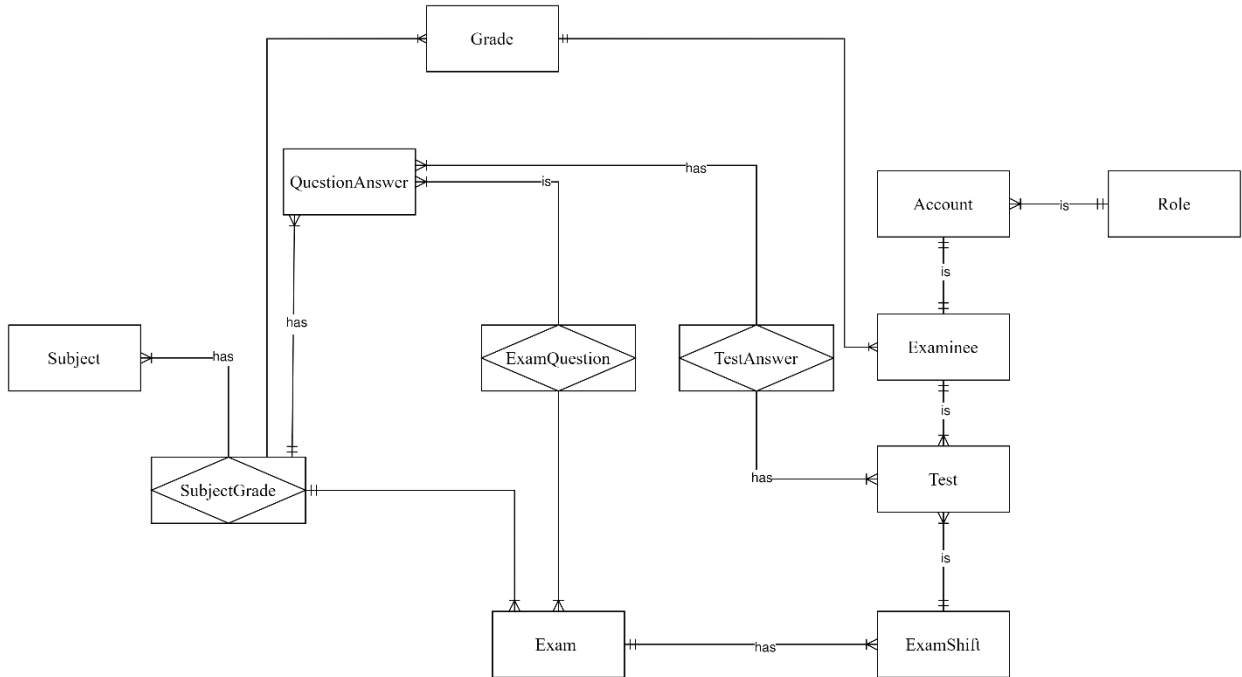 Grade
QuestionAnswer
has
is
Account
is
Role
is
has
Subject
has
ExamQuestion
TestAnswer
Examinee
is
SubjectGrade
has
Test
is
Exam
has
ExamShift